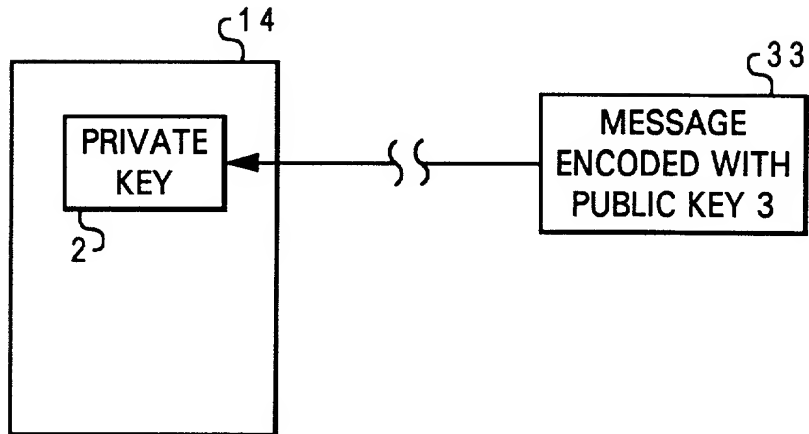 14
33
PRIVATE
KEY
2
MESSAGE
ENCODED WITH
PUBLIC KEY 3